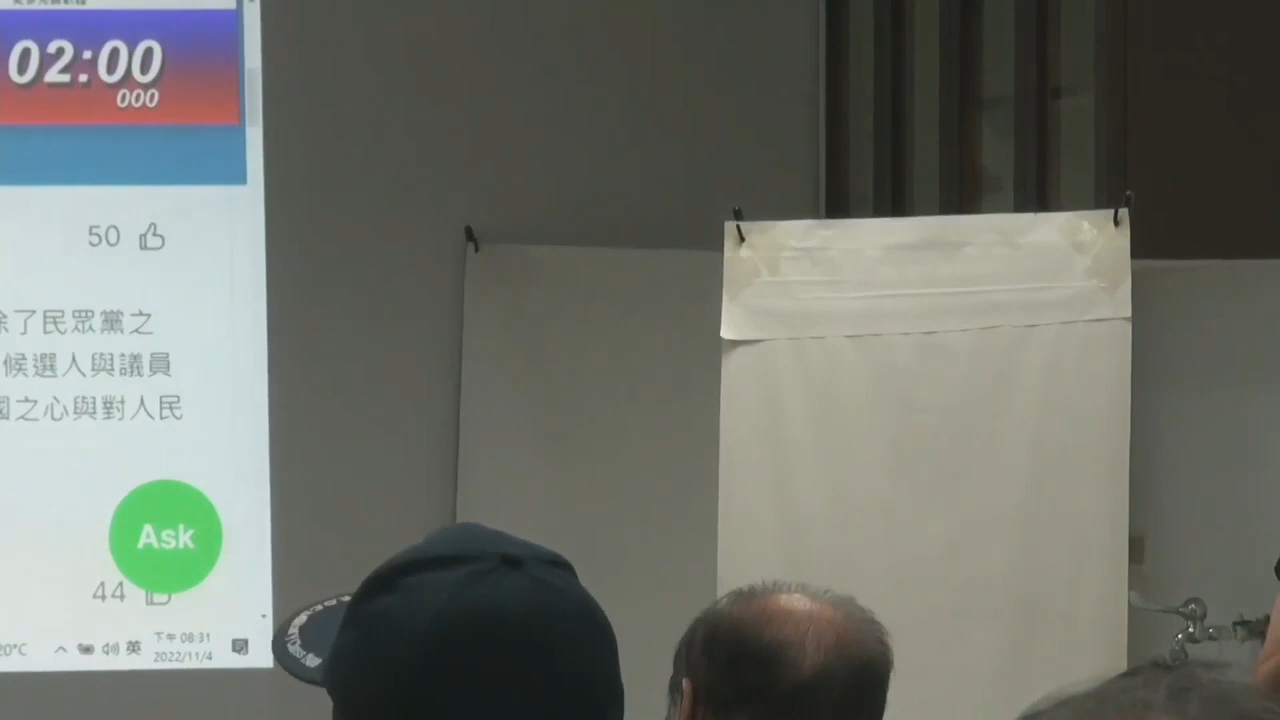 02:00
000
50
除了民眾黨之
候選人與議員
國之心與對人民
Ask
44
20°C
英
下午 08:31
2022/11/4